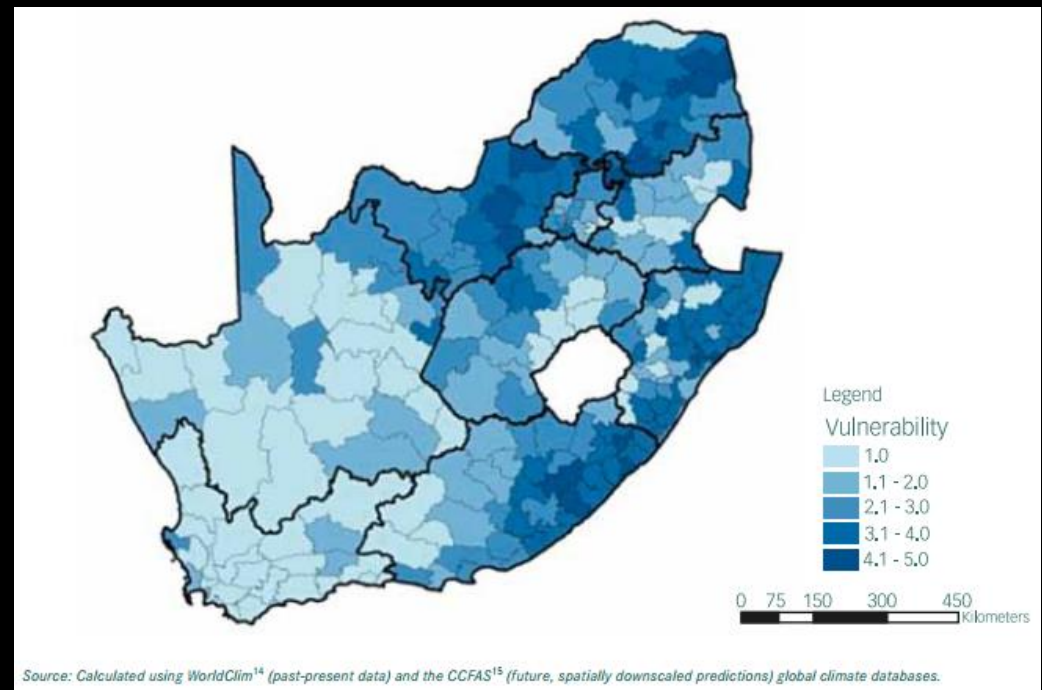 Legend
Vulnerability
1.0
1.1 - 2.0
2.1 - 3.0
3.1 - 4.0
4.1 - 5.0
0 75 150 300 450
Kilometers
Source: Calculated using WorldClim¹⁴ (past-present data) and the CCFAS¹⁵ (future, spatially downscaled predictions) global climate databases.